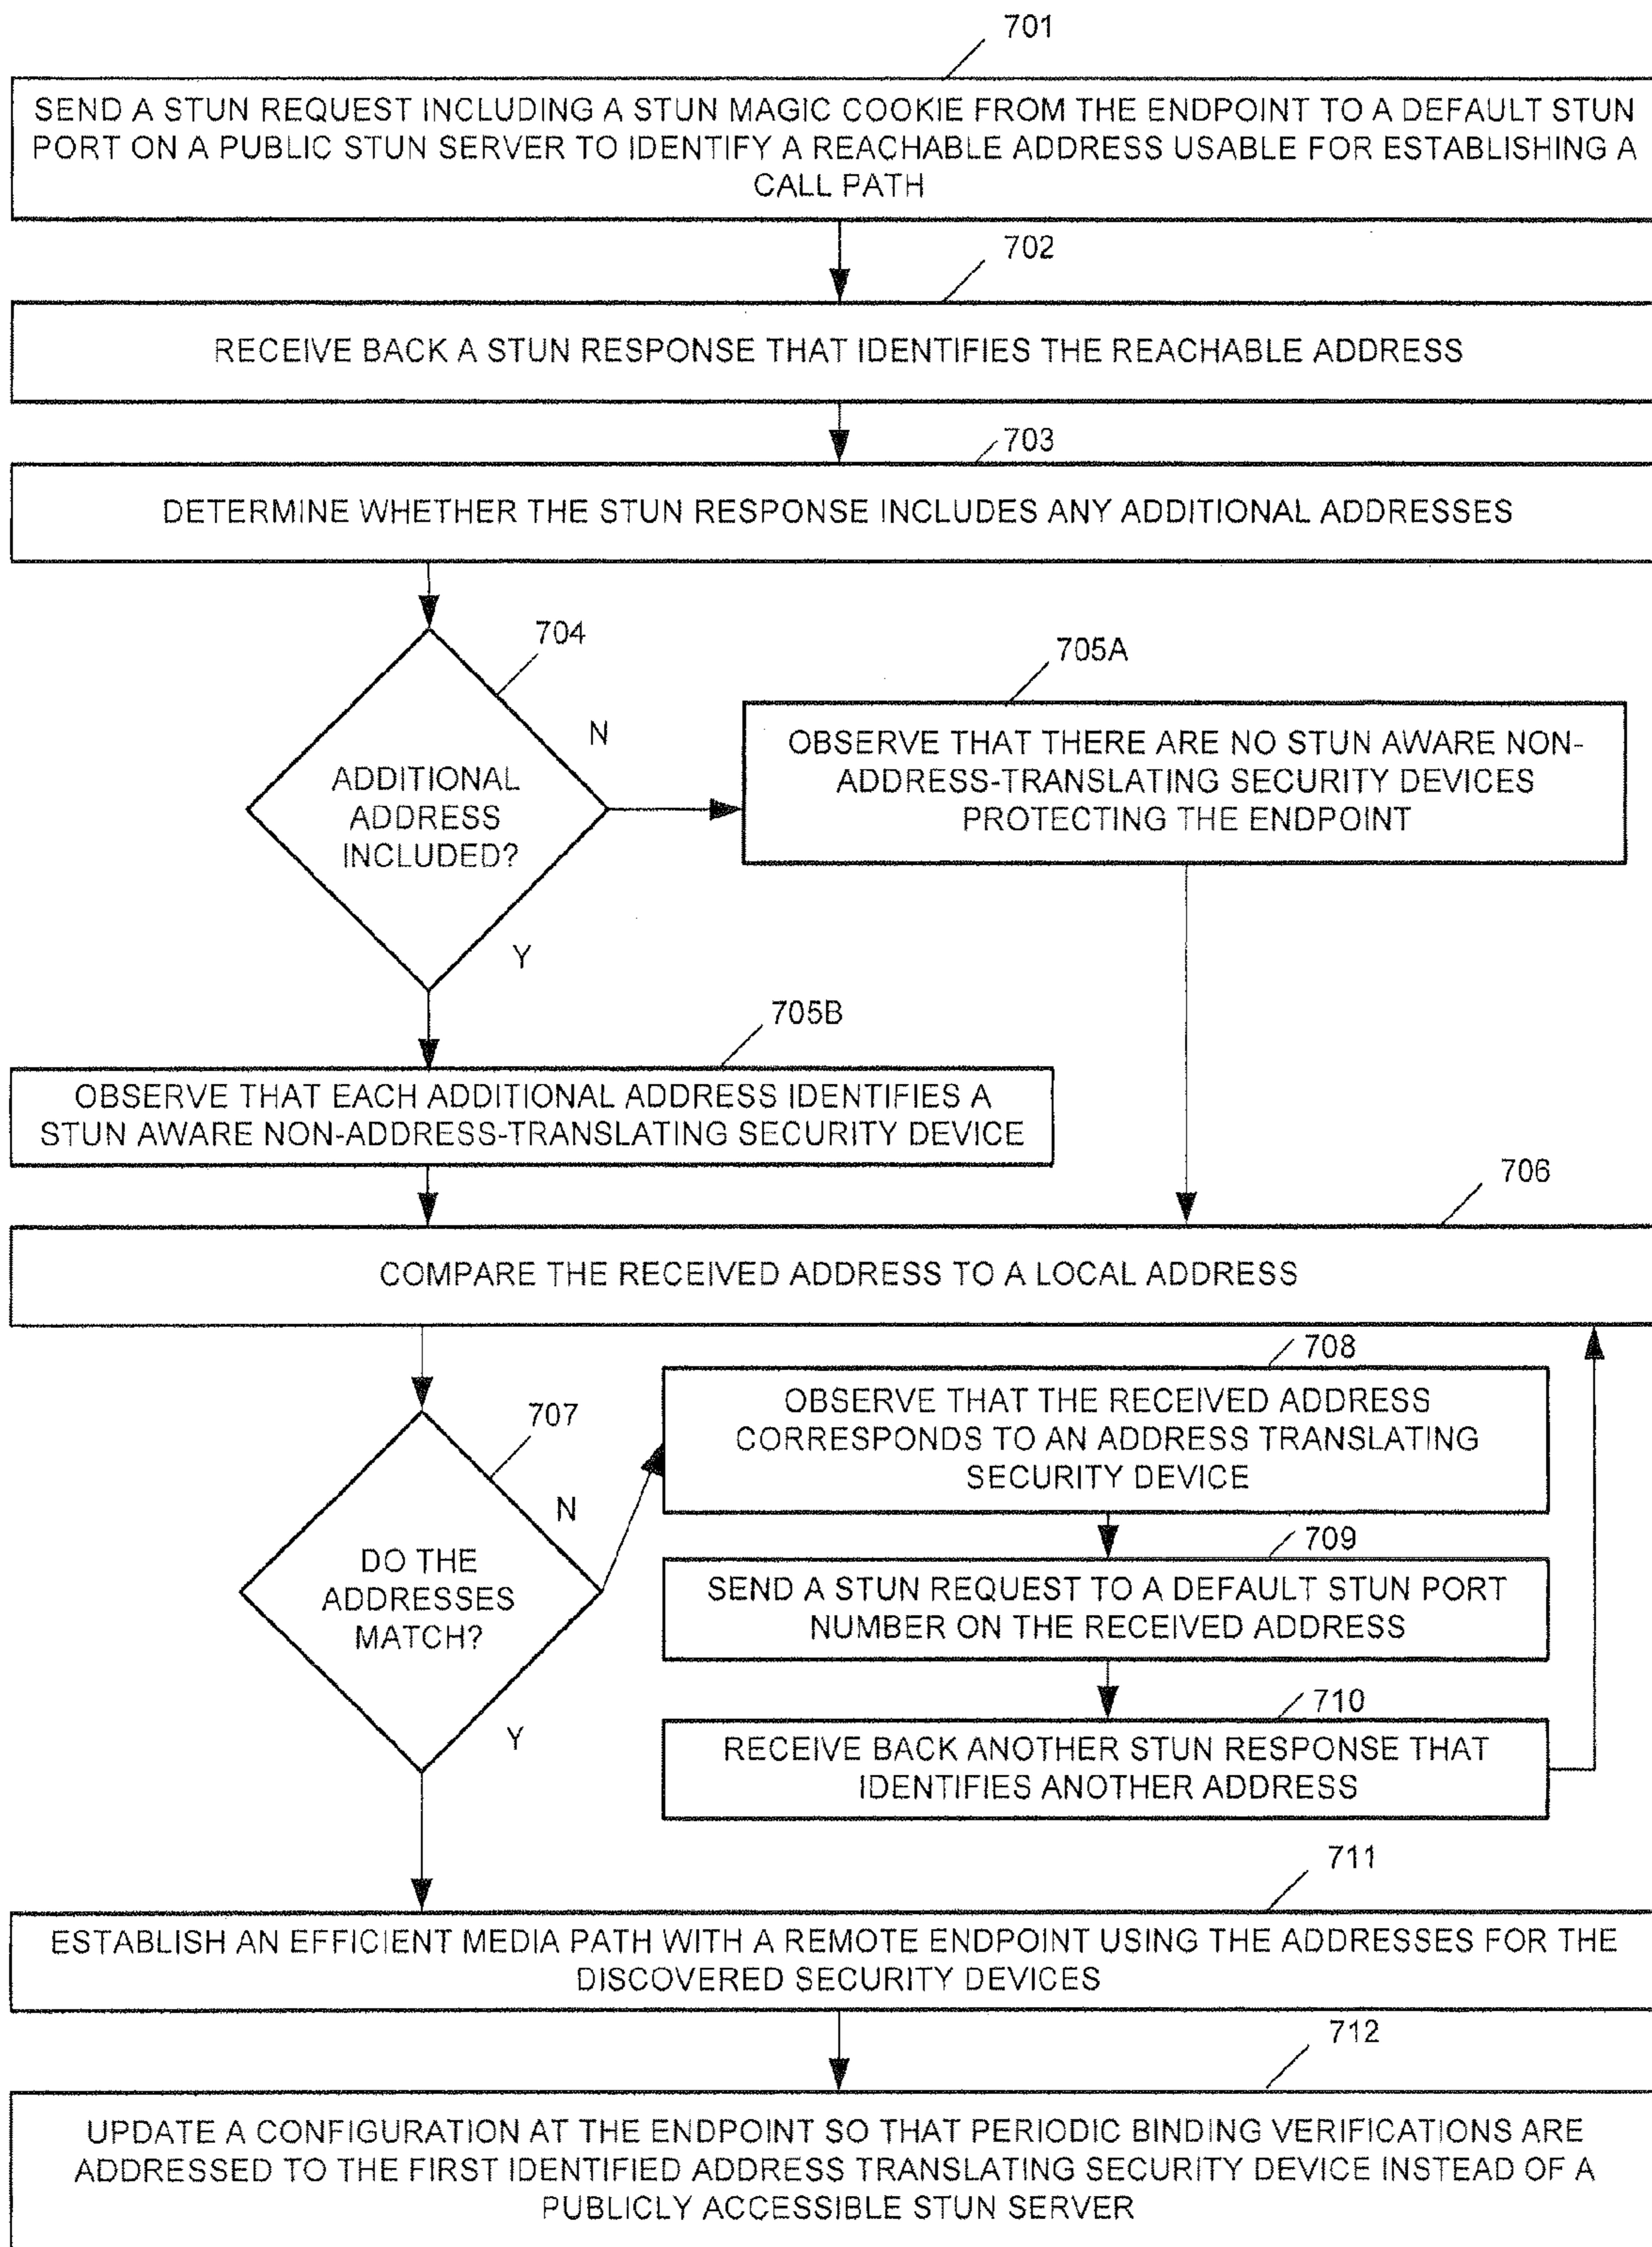 701
SEND A STUN REQUEST INCLUDING A STUN MAGIC COOKIE FROM THE ENDPOINT TO A DEFAULT STUN
PORT ON A PUBLIC STUN SERVER TO IDENTIFY A REACHABLE ADDRESS USABLE FOR ESTABLISHING A
CALL PATH
702
RECEIVE BACK A STUN RESPONSE THAT IDENTIFIES THE REACHABLE ADDRESS
703
DETERMINE WHETHER THE STUN RESPONSE INCLUDES ANY ADDITIONAL ADDRESSES
704
ADDITIONAL
ADDRESS
INCLUDED?
N
705A
OBSERVE THAT THERE ARE NO STUN AWARE NON-
ADDRESS-TRANSLATING SECURITY DEVICES
PROTECTING THE ENDPOINT
Y
705B
OBSERVE THAT EACH ADDITIONAL ADDRESS IDENTIFIES A
STUN AWARE NON-ADDRESS-TRANSLATING SECURITY DEVICE
706
COMPARE THE RECEIVED ADDRESS TO A LOCAL ADDRESS
707
DO THE
ADDRESSES
MATCH?
N
708
OBSERVE THAT THE RECEIVED ADDRESS
CORRESPONDS TO AN ADDRESS TRANSLATING
SECURITY DEVICE
709
SEND A STUN REQUEST TO A DEFAULT STUN PORT
NUMBER ON THE RECEIVED ADDRESS
710
RECEIVE BACK ANOTHER STUN RESPONSE THAT
IDENTIFIES ANOTHER ADDRESS
Y
711
ESTABLISH AN EFFICIENT MEDIA PATH WITH A REMOTE ENDPOINT USING THE ADDRESSES FOR THE
DISCOVERED SECURITY DEVICES
712
UPDATE A CONFIGURATION AT THE ENDPOINT SO THAT PERIODIC BINDING VERIFICATIONS ARE
ADDRESSED TO THE FIRST IDENTIFIED ADDRESS TRANSLATING SECURITY DEVICE INSTEAD OF A
PUBLICLY ACCESSIBLE STUN SERVER